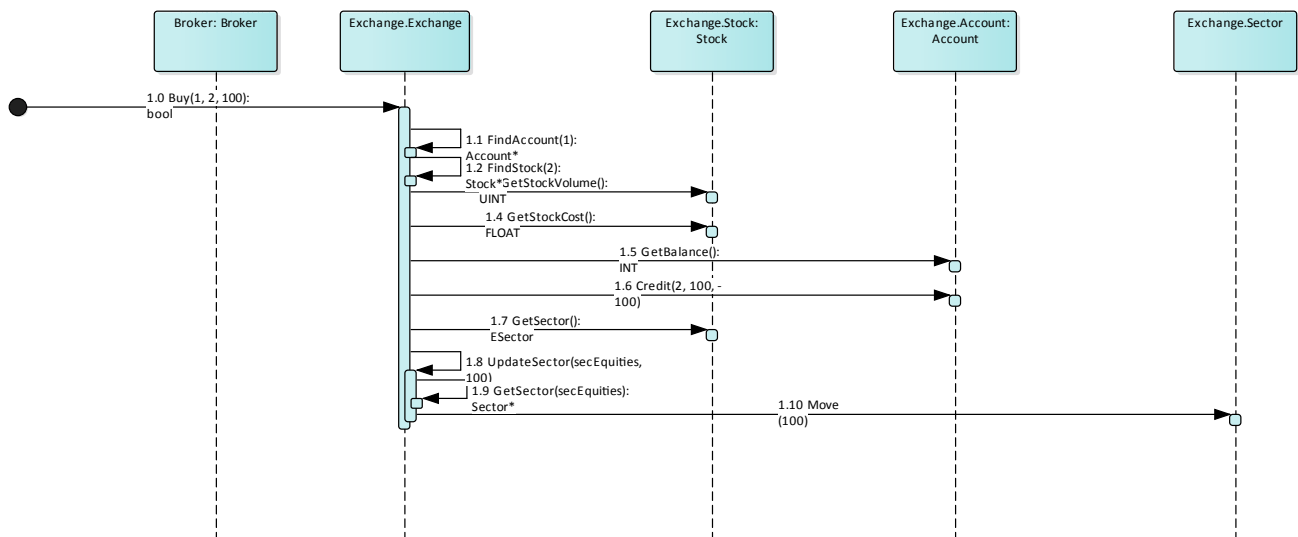 Broker: Broker
Exchange.Exchange
Exchange.Stock:
Stock
Exchange.Account:
Account
Exchange.Sector
1.0 Buy(1, 2, 100):
bool
1.1 FindAccount(1):
Account*
1.2 FindStock(2):
Stock*
GetStockVolume():
UINT
1.4 GetStockCost():
FLOAT
1.5 GetBalance():
INT
1.6 Credit(2, 100, -
100)
1.7 GetSector():
ESector
1.8 UpdateSector(secEquities,
100)
1.9 GetSector(secEquities):
Sector*
1.10 Move
(100)